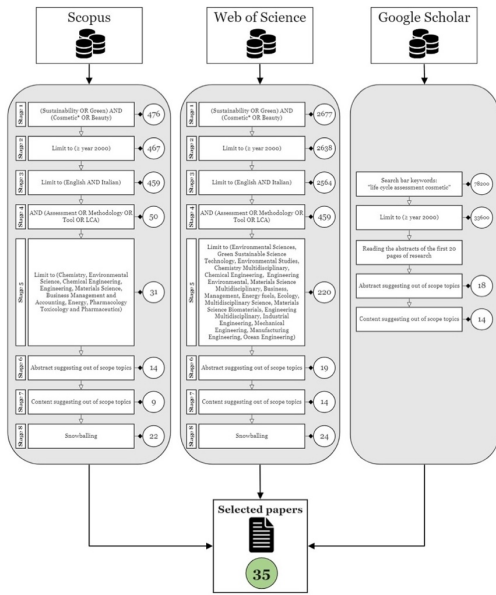 Scopus
Web of Science
Google Scholar
Stage 1
(Sustainability OR Green) AND
(Cosmetic* OR Beauty)
476
Stage 2
Limit to (≥ year 2000)
467
Stage 3
Limit to (English AND Italian)
459
Stage 4
AND (Assessment OR Methodology OR
Tool OR LCA)
50
Stage 5
Limit to (Chemistry, Environmental
Science, Chemical Engineering,
Engineering, Materials Science,
Business Management and
Accounting, Energy, Pharmacology
Toxicology and Pharmaceutics)
31
Stage 6
Abstract suggesting out of scope topics
14
Stage 7
Content suggesting out of scope topics
9
Stage 8
Snowballing
22
Stage 1
(Sustainability OR Green) AND
(Cosmetic* OR Beauty)
2677
Stage 2
Limit to (≥ year 2000)
2638
Stage 3
Limit to (English AND Italian)
2564
Stage 4
AND (Assessment OR Methodology OR
Tool OR LCA)
459
Stage 5
Limit to (Environmental Sciences,
Green Sustainable Science
Technology, Environmental Studies,
Chemistry Multidisciplinary,
Chemical Engineering, Engineering
Environmental, Materials Science
Multidisciplinary, Business,
Management, Energy fuels, Ecology,
Multidisciplinary Science, Materials
Science Biomaterials, Engineering
Multidisciplinary, Industrial
Engineering, Mechanical
Engineering, Manufacturing
Engineering, Ocean Engineering)
220
Stage 6
Abstract suggesting out of scope topics
19
Stage 7
Content suggesting out of scope topics
14
Stage 8
Snowballing
24
Search bar keywords:
"life cycle assessment cosmetic"
78200
Limit to (≥ year 2000)
33600
Reading the abstracts of the first 20
pages of research
Abstract suggesting out of scope topics
18
Content suggesting out of scope topics
14
Selected papers
35